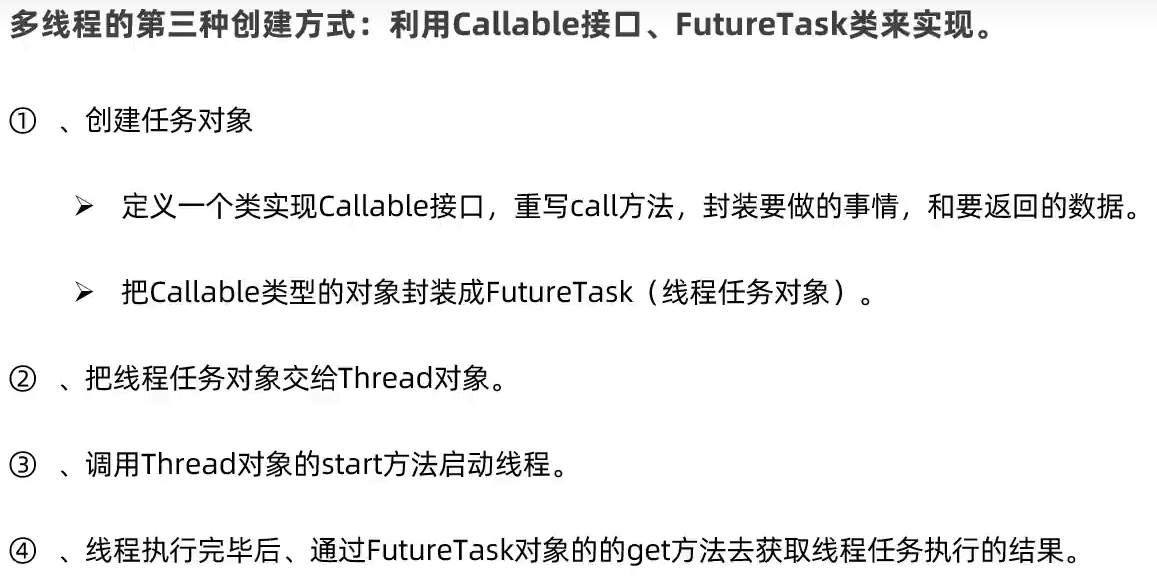 多线程的第三种创建方式：利用Callable接口、FutureTask类来实现。
① 、创建任务对象
➢ 定义一个类实现Callable接口，重写call方法，封装要做的事情，和要返回的数据。
➢ 把Callable类型的对象封装成FutureTask（线程任务对象）。
② 、把线程任务对象交给Thread对象。
③ 、调用Thread对象的start方法启动线程。
④ 、线程执行完毕后、通过FutureTask对象的的get方法去获取线程任务执行的结果。